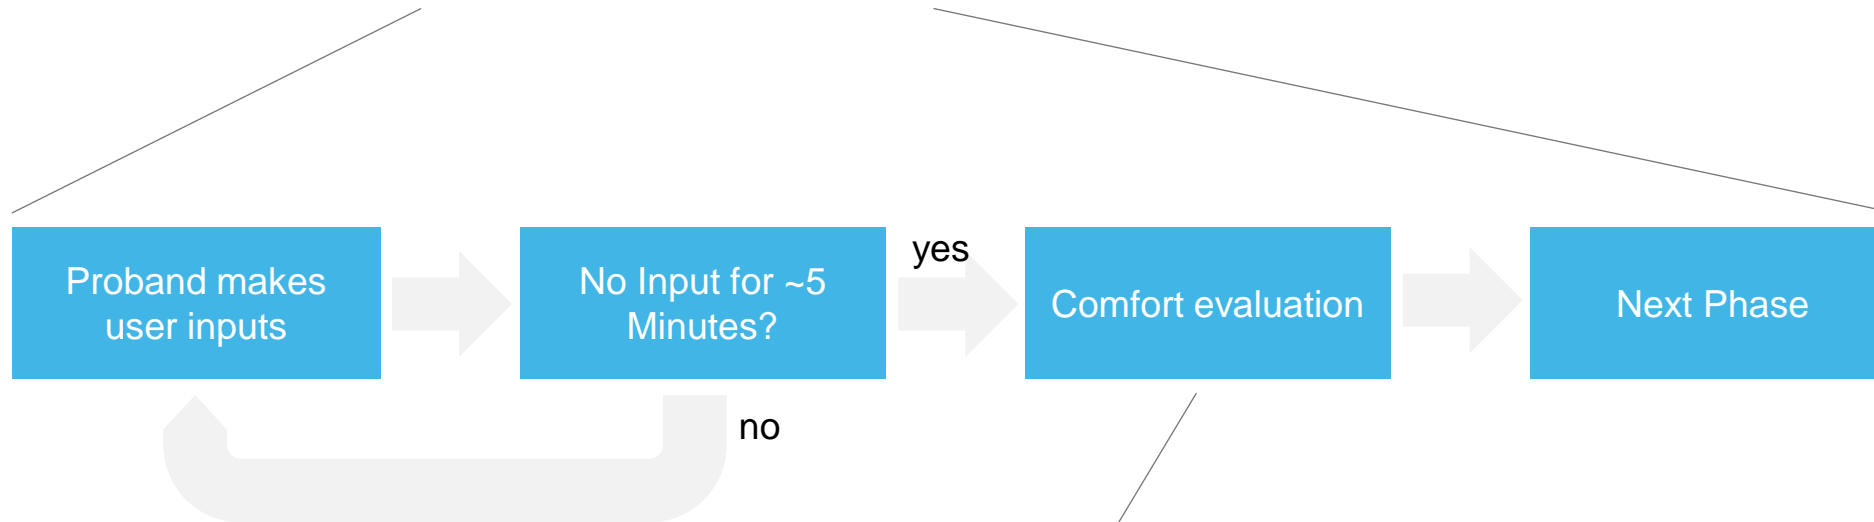 Proband makes
user inputs
No Input for ~5
Minutes?
yes
Comfort evaluation
Next Phase
no